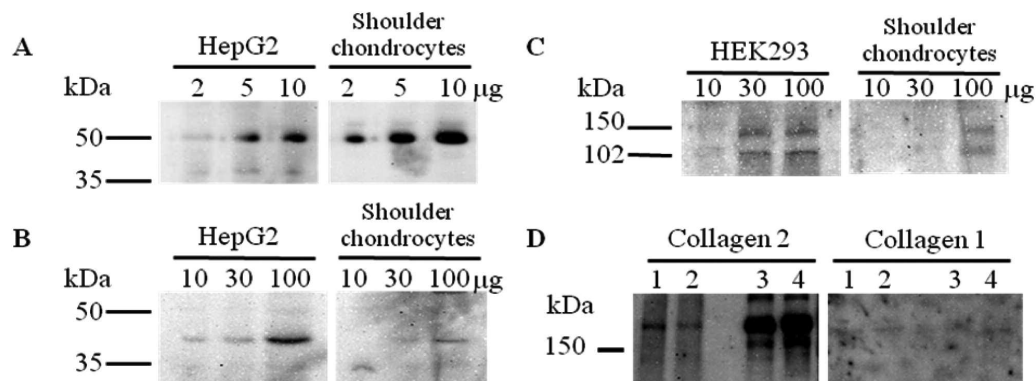 A
HepG2
Shoulder
chondrocytes
kDa
2 5 10 2 5 10 μg
50
35
B
HepG2
Shoulder
chondrocytes
kDa
10 30 100 10 30 100 μg
50
35
C
HEK293
Shoulder
chondrocytes
kDa
10 30 100 10 30 100 μg
150
102
D
Collagen 2 Collagen 1
1 2 3 4 1 2 3 4
kDa
150